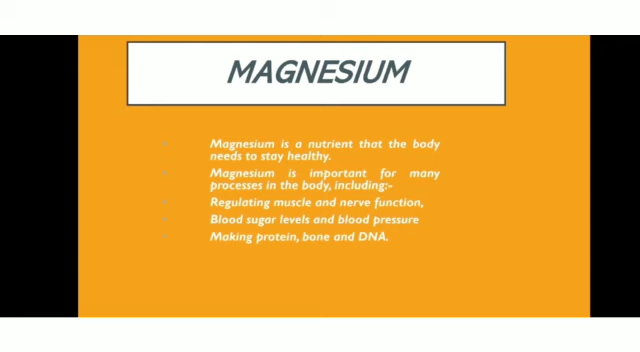 MAGNESIUM
Magnesium is a nutrient that the body
needs to stay healthy.
Magnesium is important for many
processes in the body, including:-
Regulating muscle and nerve function,
Blood sugar levels and blood pressure
Making protein, bone and DNA.